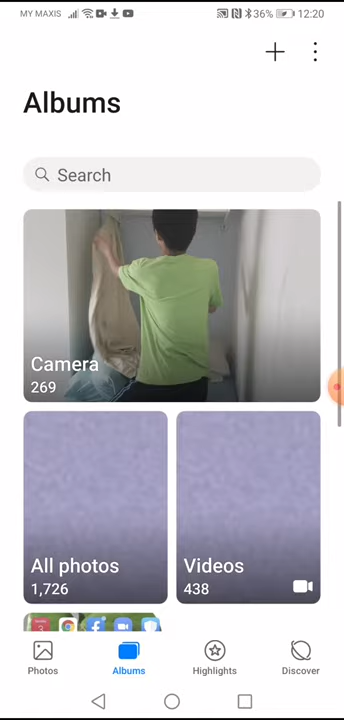 MY MAXIS 36% 12:20
Albums
Search
Camera
269
All photos
1,726
Videos
438
Photos
Albums
Highlights
Discover